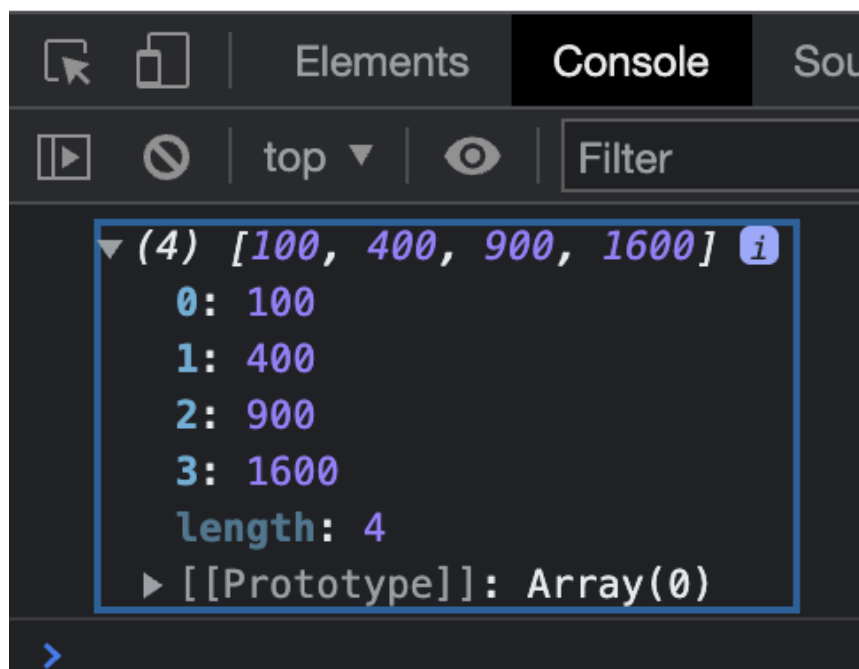 Elements Console Sou
top Filter
(4) [100, 400, 900, 1600] i
0: 100
1: 400
2: 900
3: 1600
length: 4
[[Prototype]]: Array(0)